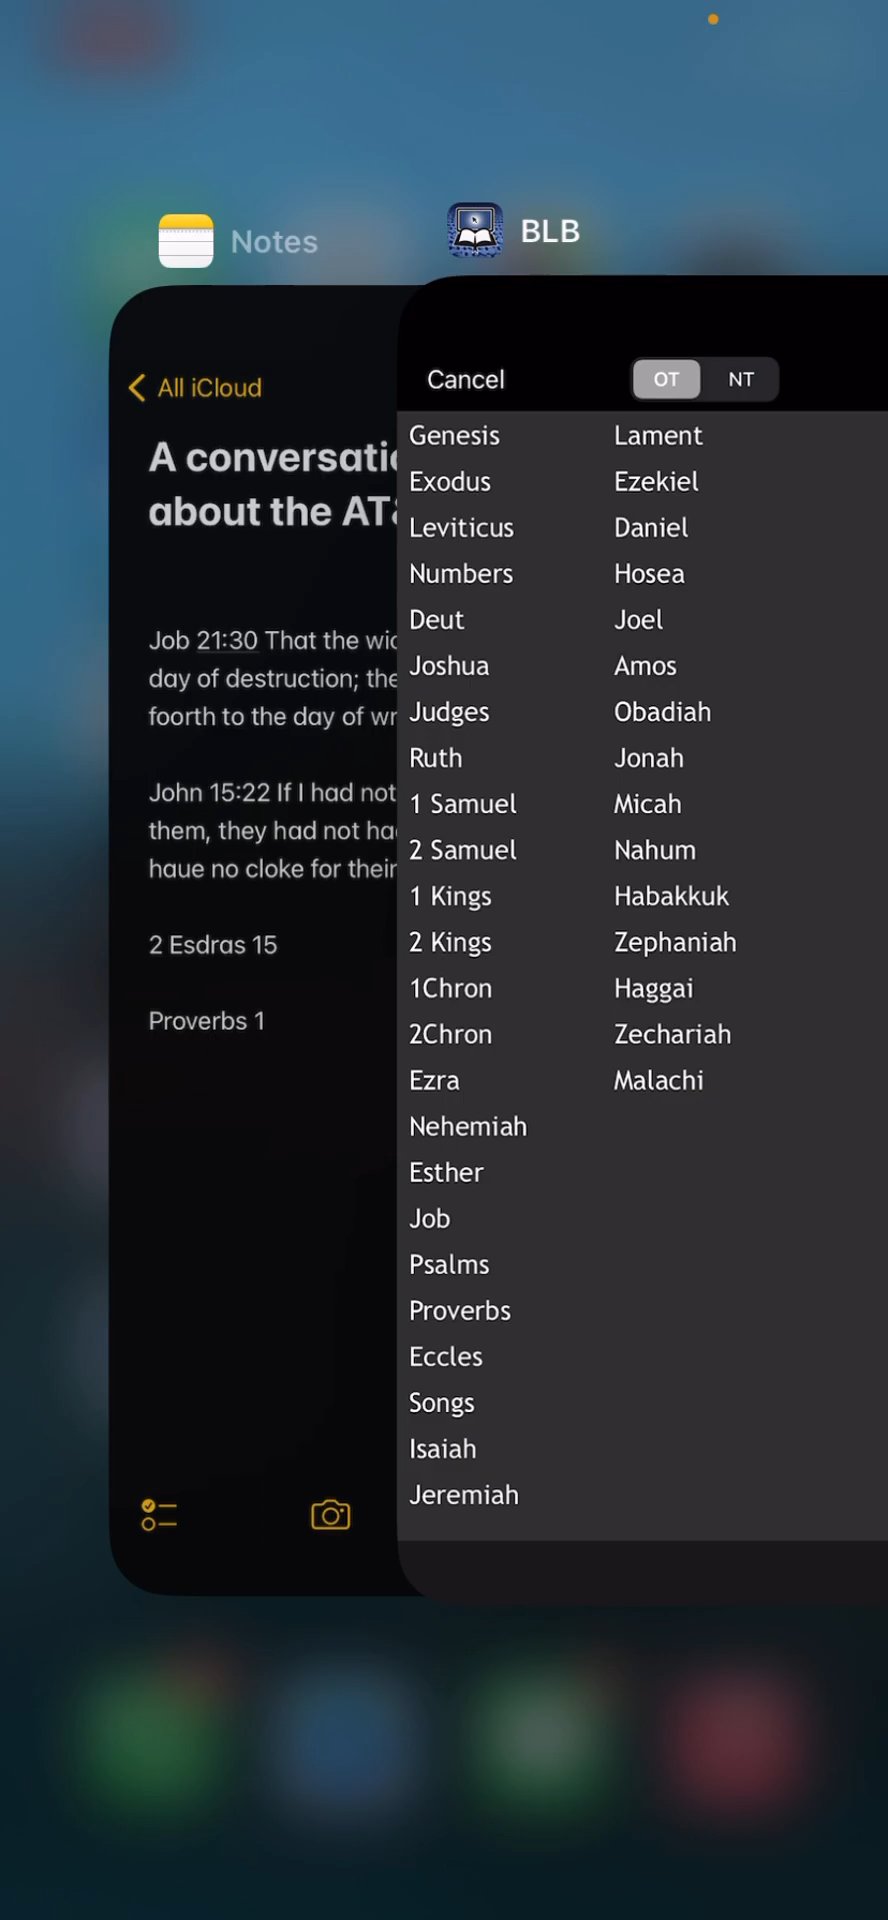 Notes
BLB
All iCloud
A conversatio
about the AT&
Job 21:30 That the wic
day of destruction; the
foorth to the day of wr
John 15:22 If I had not
them, they had not had
haue no cloke for their
2 Esdras 15
Proverbs 1
Cancel
OT
NT
Genesis
Exodus
Leviticus
Numbers
Deut
Joshua
Judges
Ruth
1 Samuel
2 Samuel
1 Kings
2 Kings
1Chron
2Chron
Ezra
Nehemiah
Esther
Job
Psalms
Proverbs
Eccles
Songs
Isaiah
Jeremiah
Lament
Ezekiel
Daniel
Hosea
Joel
Amos
Obadiah
Jonah
Micah
Nahum
Habakkuk
Zephaniah
Haggai
Zechariah
Malachi